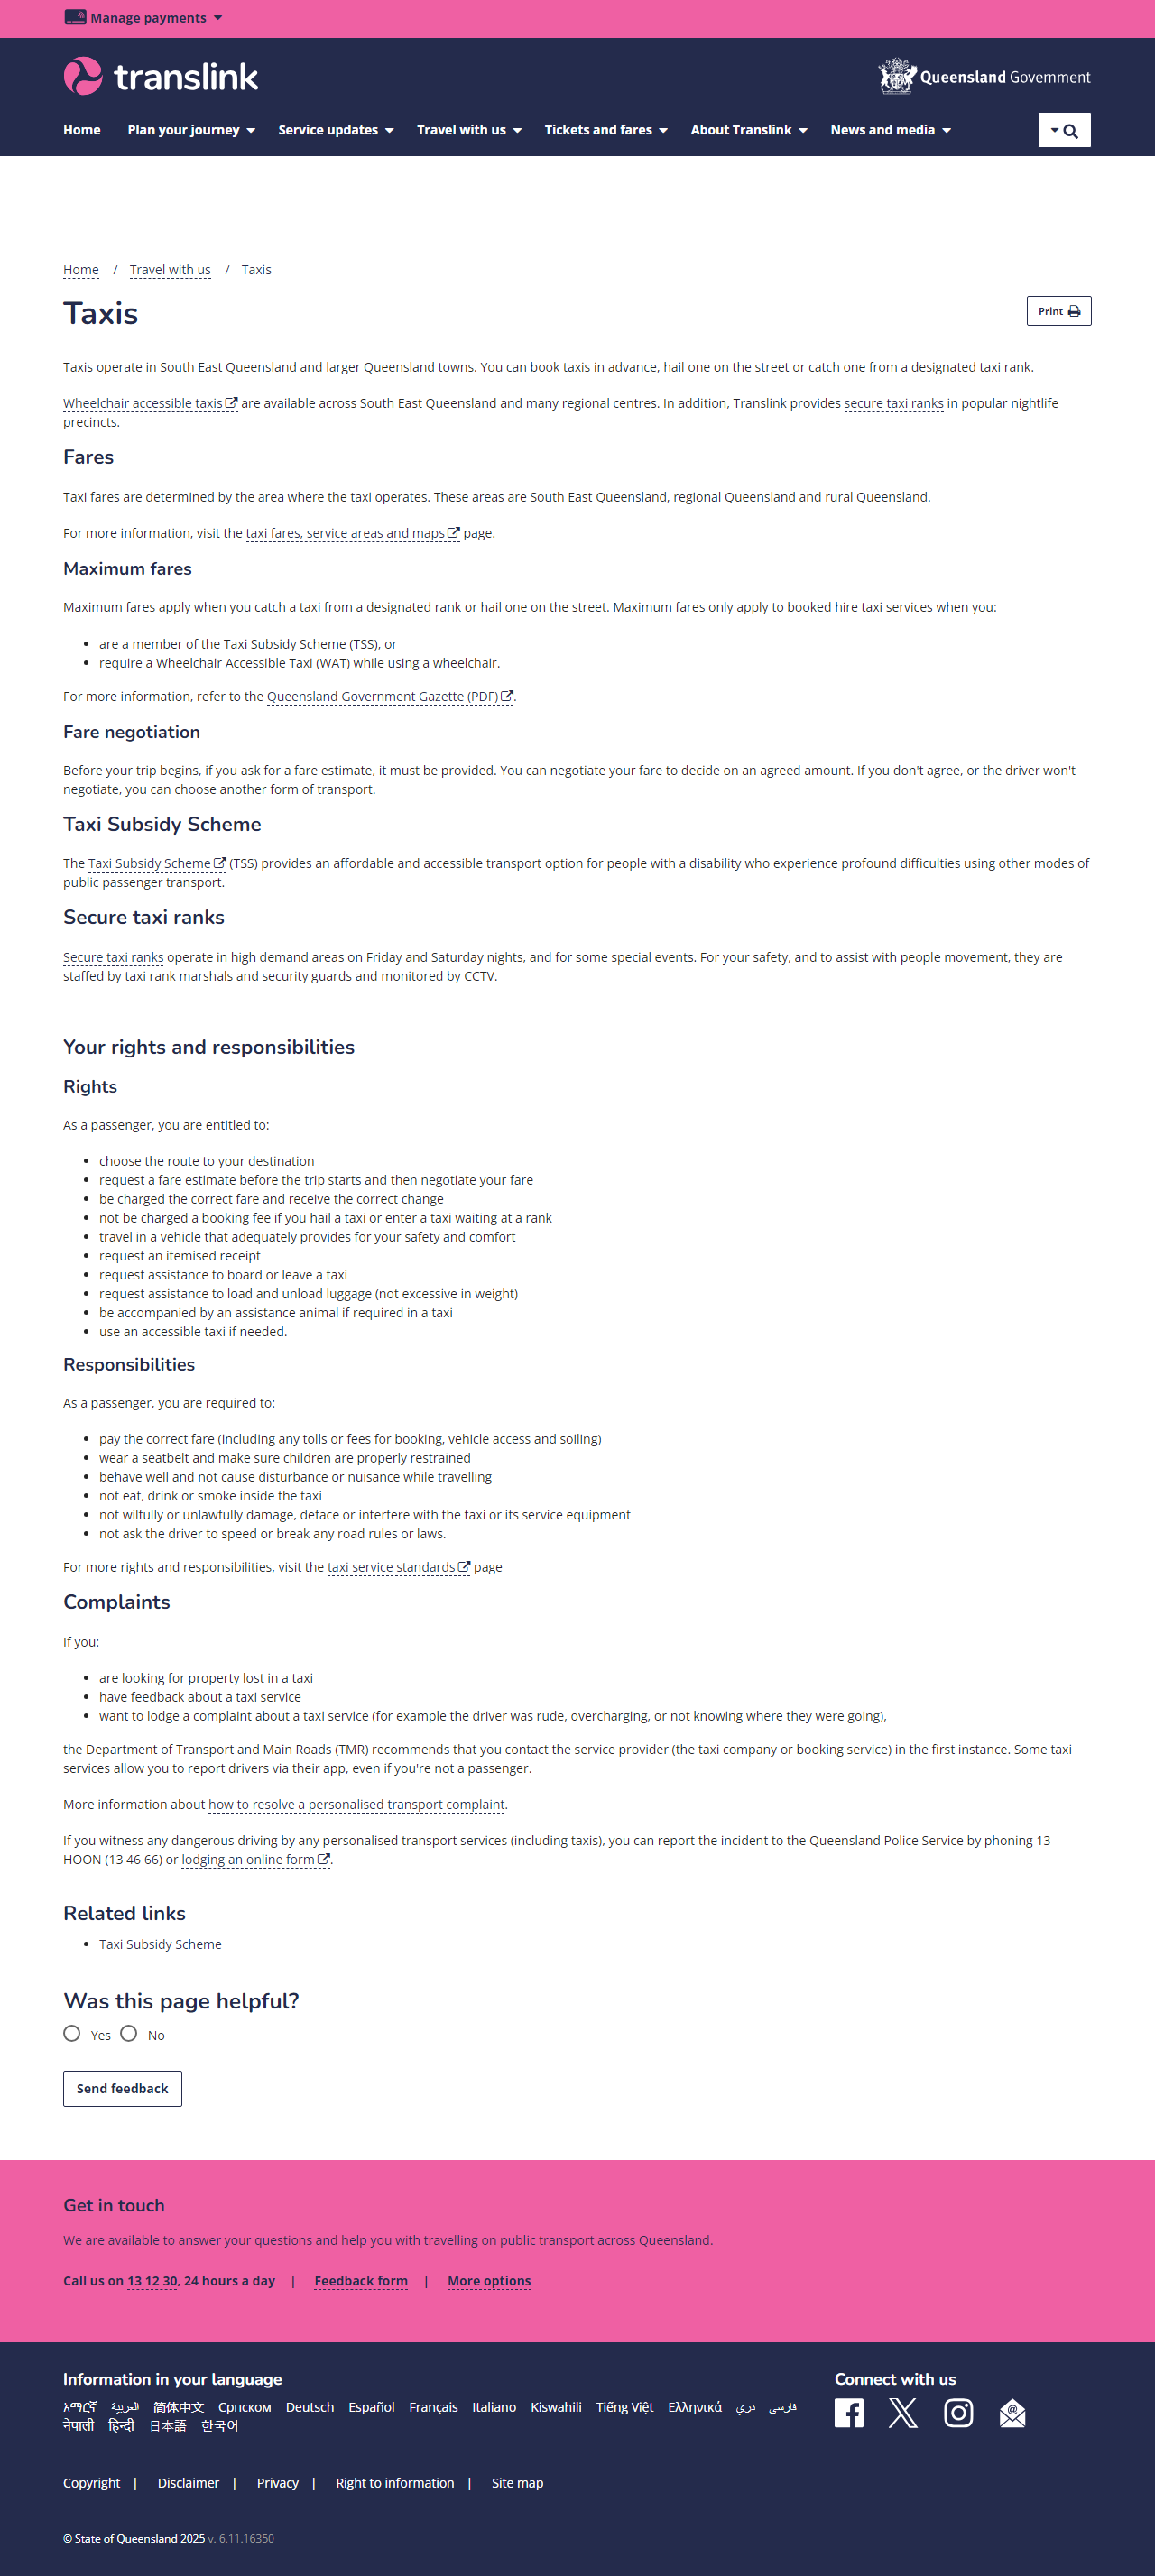 Manage payments
translink
Queensland Government
Home Plan your journey Service updates Travel with us Tickets and fares About Translink News and media
Home / Travel with us / Taxis
Taxis
Print
Taxis operate in South East Queensland and larger Queensland towns. You can book taxis in advance, hail one on the street or catch one from a designated taxi rank.
Wheelchair accessible taxis are available across South East Queensland and many regional centres. In addition, Translink provides secure taxi ranks in popular nightlife
precincts.
Fares
Taxi fares are determined by the area where the taxi operates. These areas are South East Queensland, regional Queensland and rural Queensland.
For more information, visit the taxi fares, service areas and maps page.
Maximum fares
Maximum fares apply when you catch a taxi from a designated rank or hail one on the street. Maximum fares only apply to booked hire taxi services when you:
• are a member of the Taxi Subsidy Scheme (TSS), or
• require a Wheelchair Accessible Taxi (WAT) while using a wheelchair.
For more information, refer to the Queensland Government Gazette (PDF).
Fare negotiation
Before your trip begins, if you ask for a fare estimate, it must be provided. You can negotiate your fare to decide on an agreed amount. If you don't agree, or the driver won't
negotiate, you can choose another form of transport.
Taxi Subsidy Scheme
The Taxi Subsidy Scheme (TSS) provides an affordable and accessible transport option for people with a disability who experience profound difficulties using other modes of
public passenger transport.
Secure taxi ranks
Secure taxi ranks operate in high demand areas on Friday and Saturday nights, and for some special events. For your safety, and to assist with people movement, they are
staffed by taxi rank marshals and security guards and monitored by CCTV.
Your rights and responsibilities
Rights
As a passenger, you are entitled to:
• choose the route to your destination
• request a fare estimate before the trip starts and then negotiate your fare
• be charged the correct fare and receive the correct change
• not be charged a booking fee if you hail a taxi or enter a taxi waiting at a rank
• travel in a vehicle that adequately provides for your safety and comfort
• request an itemised receipt
• request assistance to board or leave a taxi
• request assistance to load and unload luggage (not excessive in weight)
• be accompanied by an assistance animal if required in a taxi
• use an accessible taxi if needed.
Responsibilities
As a passenger, you are required to:
• pay the correct fare (including any tolls or fees for booking, vehicle access and soiling)
• wear a seatbelt and make sure children are properly restrained
• behave well and not cause disturbance or nuisance while travelling
• not eat, drink or smoke inside the taxi
• not wilfully or unlawfully damage, deface or interfere with the taxi or its service equipment
• not ask the driver to speed or break any road rules or laws.
For more rights and responsibilities, visit the taxi service standards page
Complaints
If you:
• are looking for property lost in a taxi
• have feedback about a taxi service
• want to lodge a complaint about a taxi service (for example the driver was rude, overcharging, or not knowing where they were going),
the Department of Transport and Main Roads (TMR) recommends that you contact the service provider (the taxi company or booking service) in the first instance. Some taxi
services allow you to report drivers via their app, even if you're not a passenger.
More information about how to resolve a personalised transport complaint.
If you witness any dangerous driving by any personalised transport services (including taxis), you can report the incident to the Queensland Police Service by phoning 13
HOON (13 46 66) or lodging an online form.
Related links
• Taxi Subsidy Scheme
Was this page helpful?
Yes No
Send feedback
Get in touch
We are available to answer your questions and help you with travelling on public transport across Queensland.
Call us on 13 12 30, 24 hours a day | Feedback form | More options
Information in your language
አማርኛ العربية 简体中文 Српском Deutsch Español Français Italiano Kiswahili Tiếng Việt Ελληνικά دري فارسی
नेपाली हिन्दी 日本語 한국어
Connect with us
Copyright | Disclaimer | Privacy | Right to information | Site map
© State of Queensland 2025 v. 6.11.16350